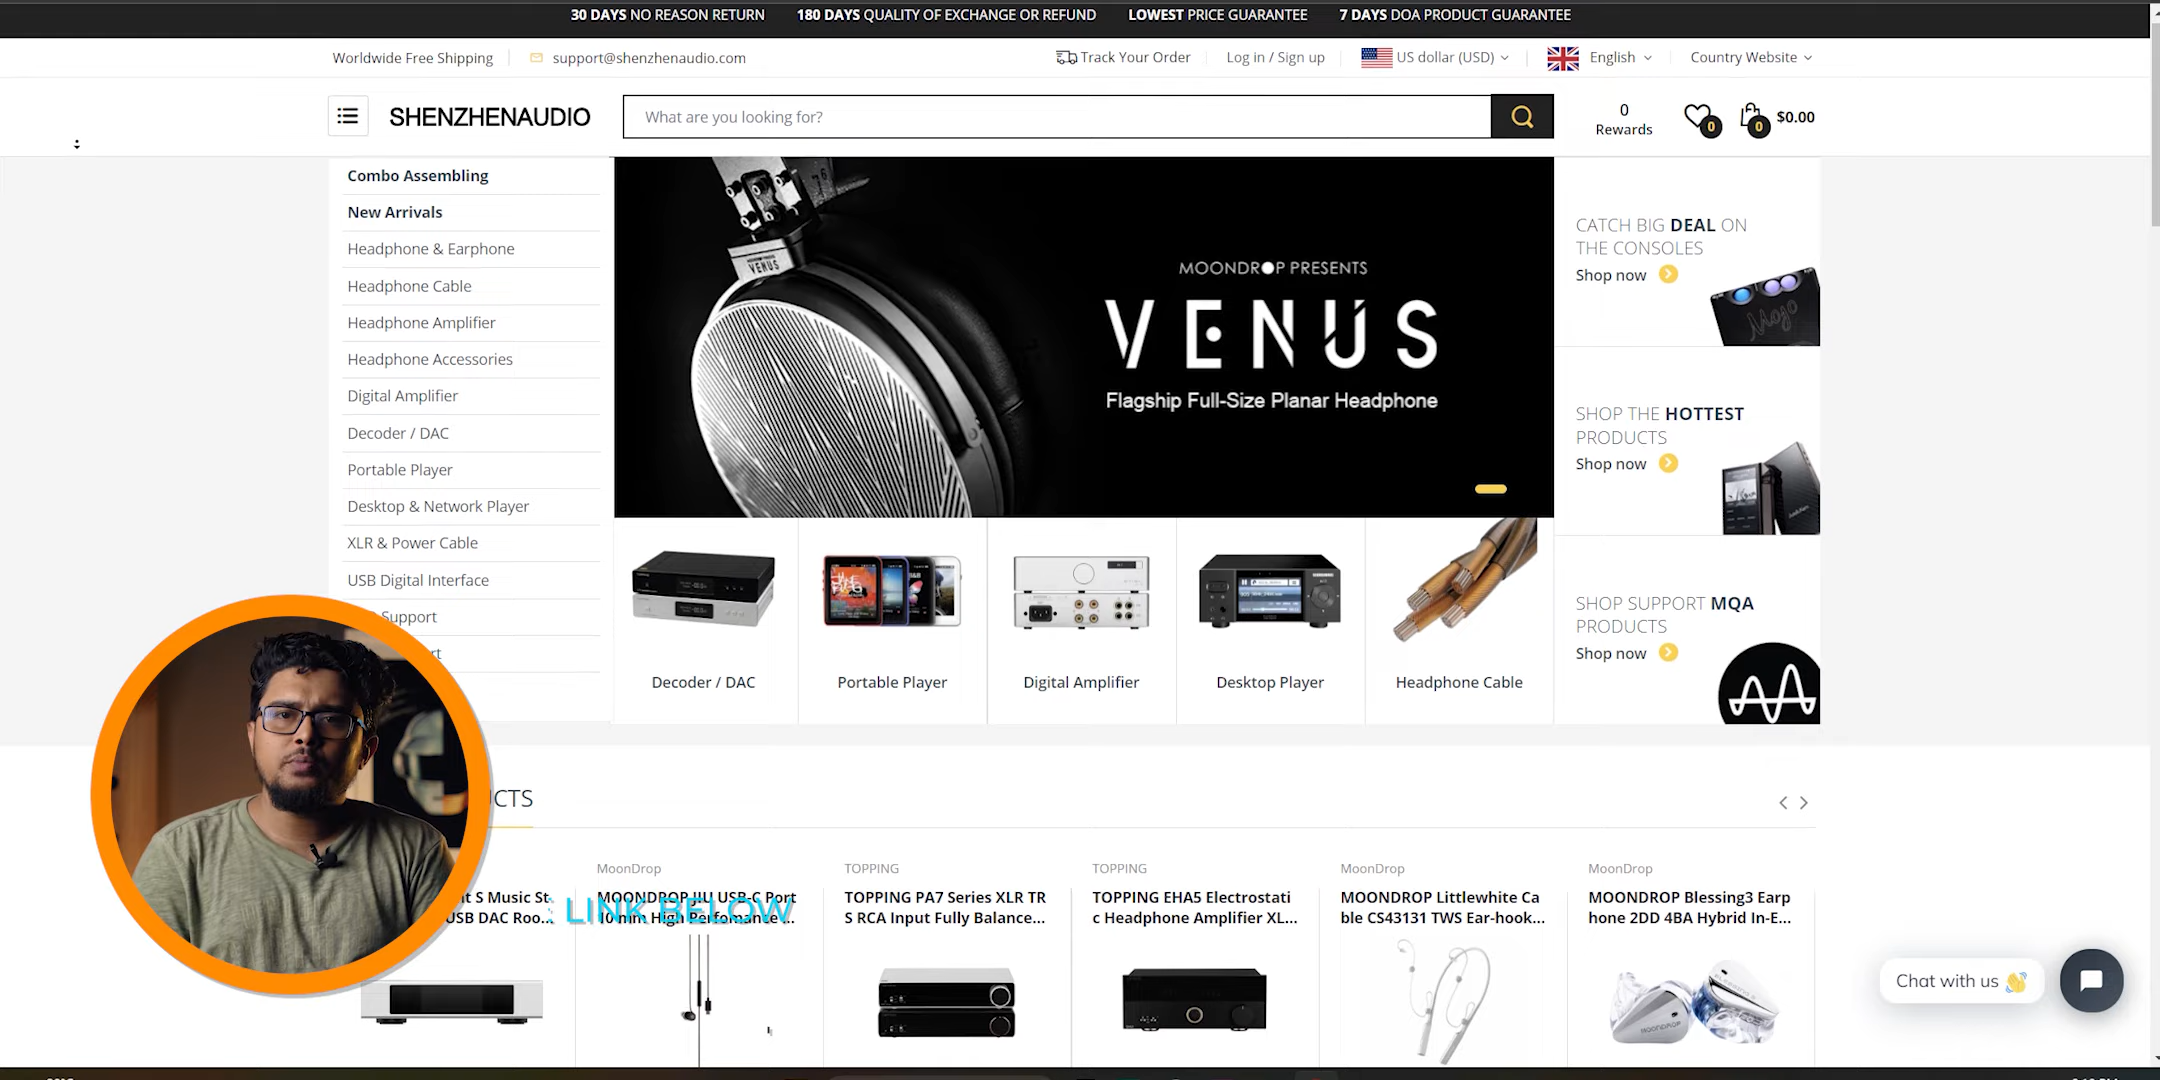 30 DAYS NO REASON RETURN
180 DAYS QUALITY OF EXCHANGE OR REFUND
LOWEST PRICE GUARANTEE
7 DAYS DOA PRODUCT GUARANTEE
Worldwide Free Shipping
support@shenzhenaudio.com
Track Your Order
Log in / Sign up
US dollar (USD)
English
Country Website
SHENZHENAUDIO
What are you looking for?
0
Rewards
0
0
$0.00
Combo Assembling
New Arrivals
Headphone & Earphone
Headphone Cable
Headphone Amplifier
Headphone Accessories
Digital Amplifier
Decoder / DAC
Portable Player
Desktop & Network Player
XLR & Power Cable
USB Digital Interface
Support
VENUS
MOONDROP PRESENTS
VENUS
Flagship Full-Size Planar Headphone
CATCH BIG DEAL ON
THE CONSOLES
Shop now
Mojo
SHOP THE HOTTEST
PRODUCTS
Shop now
SHOP SUPPORT MQA
PRODUCTS
Shop now
Decoder / DAC
Portable Player
Digital Amplifier
Desktop Player
Headphone Cable
CTS
S Music St
USB DAC Roo...
MoonDrop
MOONDROP USB C Port
10mm High
LINK BELOW
TOPPING
TOPPING PA7 Series XLR TR
S RCA Input Fully Balance...
TOPPING
TOPPING EHA5 Electrostati
c Headphone Amplifier XL...
MoonDrop
MOONDROP Littlewhite Ca
ble CS43131 TWS Ear-hook...
MoonDrop
MOONDROP Blessing3 Earp
hone 2DD 4BA Hybrid In-E...
MOONDROP
Chat with us